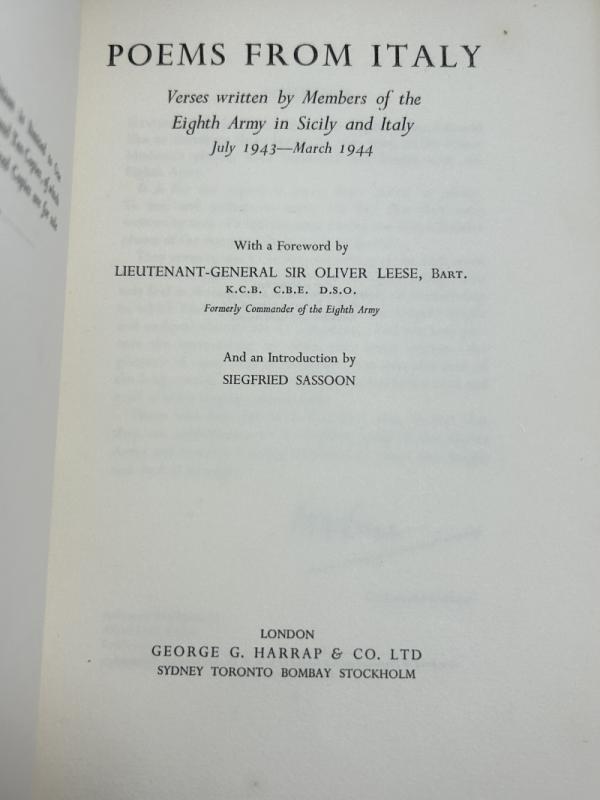 POEMS FROM ITALY
Verses written by Members of the
Eighth Army in Sicily and Italy
July 1943—March 1944
With a Foreword by
LIEUTENANT-GENERAL SIR OLIVER LEESE, BART.
K.C.B. C.B.E. D.S.O.
Formerly Commander of the Eighth Army
And an Introduction by
SIEGFRIED SASSOON
LONDON
GEORGE G. HARRAP & CO. LTD
SYDNEY TORONTO BOMBAY STOCKHOLM